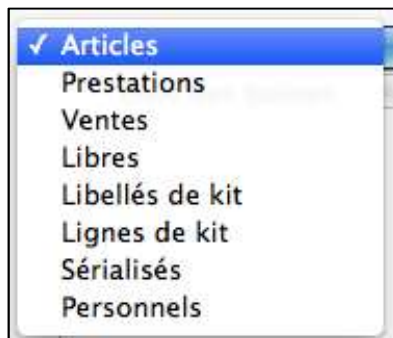 ✓ Articles
Prestations
Ventes
Libres
Libellés de kit
Lignes de kit
Sérialisés
Personnels